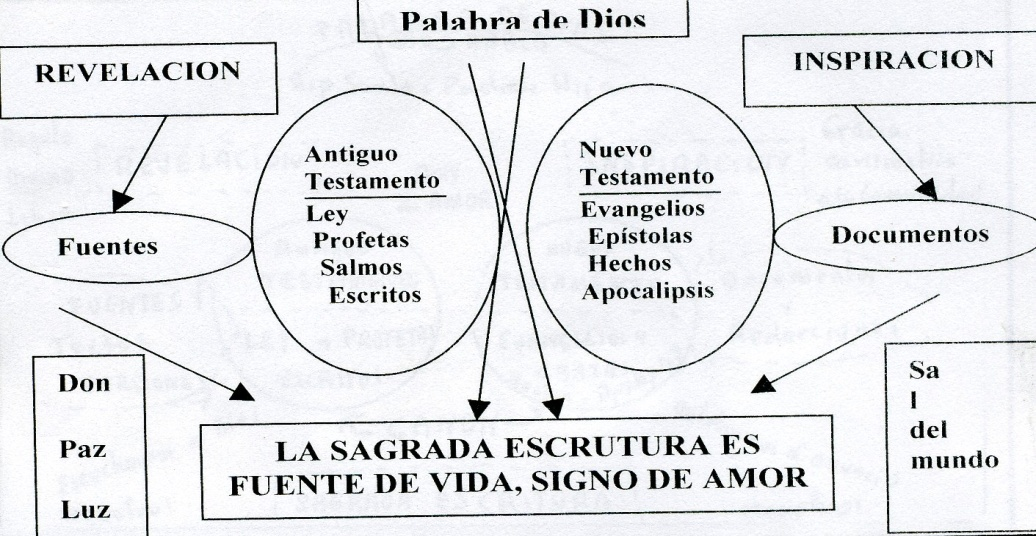 Palabra de Dios
REVELACION
INSPIRACION
Antiguo
Testamento
Ley
Profetas
Salmos
Escritos
Nuevo
Testamento
Evangelios
Epístolas
Hechos
Apocalipsis
Fuentes
Documentos
Don
Paz
Luz
Sa
l
del
mundo
LA SAGRADA ESCRUTURA ES
FUENTE DE VIDA, SIGNO DE AMOR